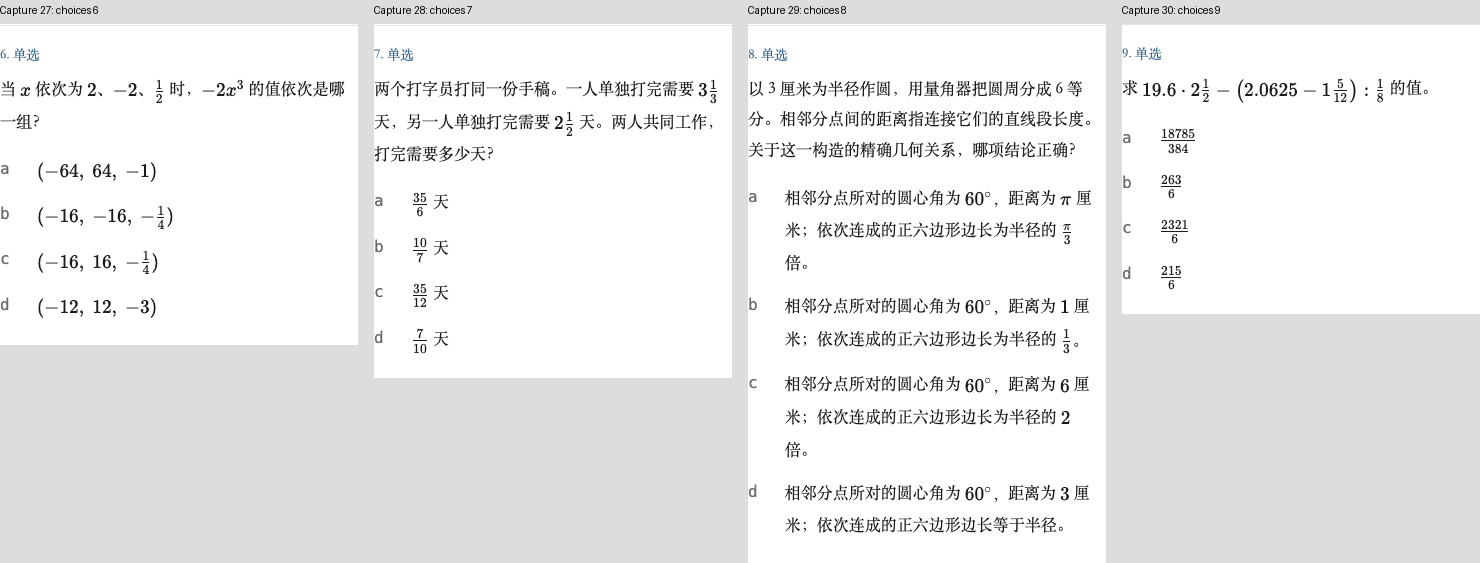 Capture 27: choices6
6. 单选
当 x 依次为 2、−2、1/2 时，−2x³ 的值依次是哪
一组?
a (−64, 64, −1)
b (−16, −16, −1/4)
c (−16, 16, −1/4)
d (−12, 12, −3)
Capture 28: choices7
7. 单选
两个打字员打同一份手稿。一人单独打完需要 3 1/3
天，另一人单独打完需要 2 1/2 天。两人共同工作，
打完需要多少天?
a 35/6 天
b 10/7 天
c 35/12 天
d 7/10 天
Capture 29: choices8
8. 单选
以 3 厘米为半径作圆，用量角器把圆周分成 6 等
分。相邻分点间的距离指连接它们的直线段长度。
关于这一构造的精确几何关系，哪项结论正确?
a 相邻分点所对的圆心角为 60°，距离为 π 厘
米；依次连成的正六边形边长为半径的 π/3
倍。
b 相邻分点所对的圆心角为 60°，距离为 1 厘
米；依次连成的正六边形边长为半径的 1/3。
c 相邻分点所对的圆心角为 60°，距离为 6 厘
米；依次连成的正六边形边长为半径的 2
倍。
d 相邻分点所对的圆心角为 60°，距离为 3 厘
米；依次连成的正六边形边长等于半径。
Capture 30: choices9
9. 单选
求 19.6 · 2 1/2 − (2.0625 − 1 5/12) : 1/8 的值。
a 18785/384
b 263/6
c 2321/6
d 215/6